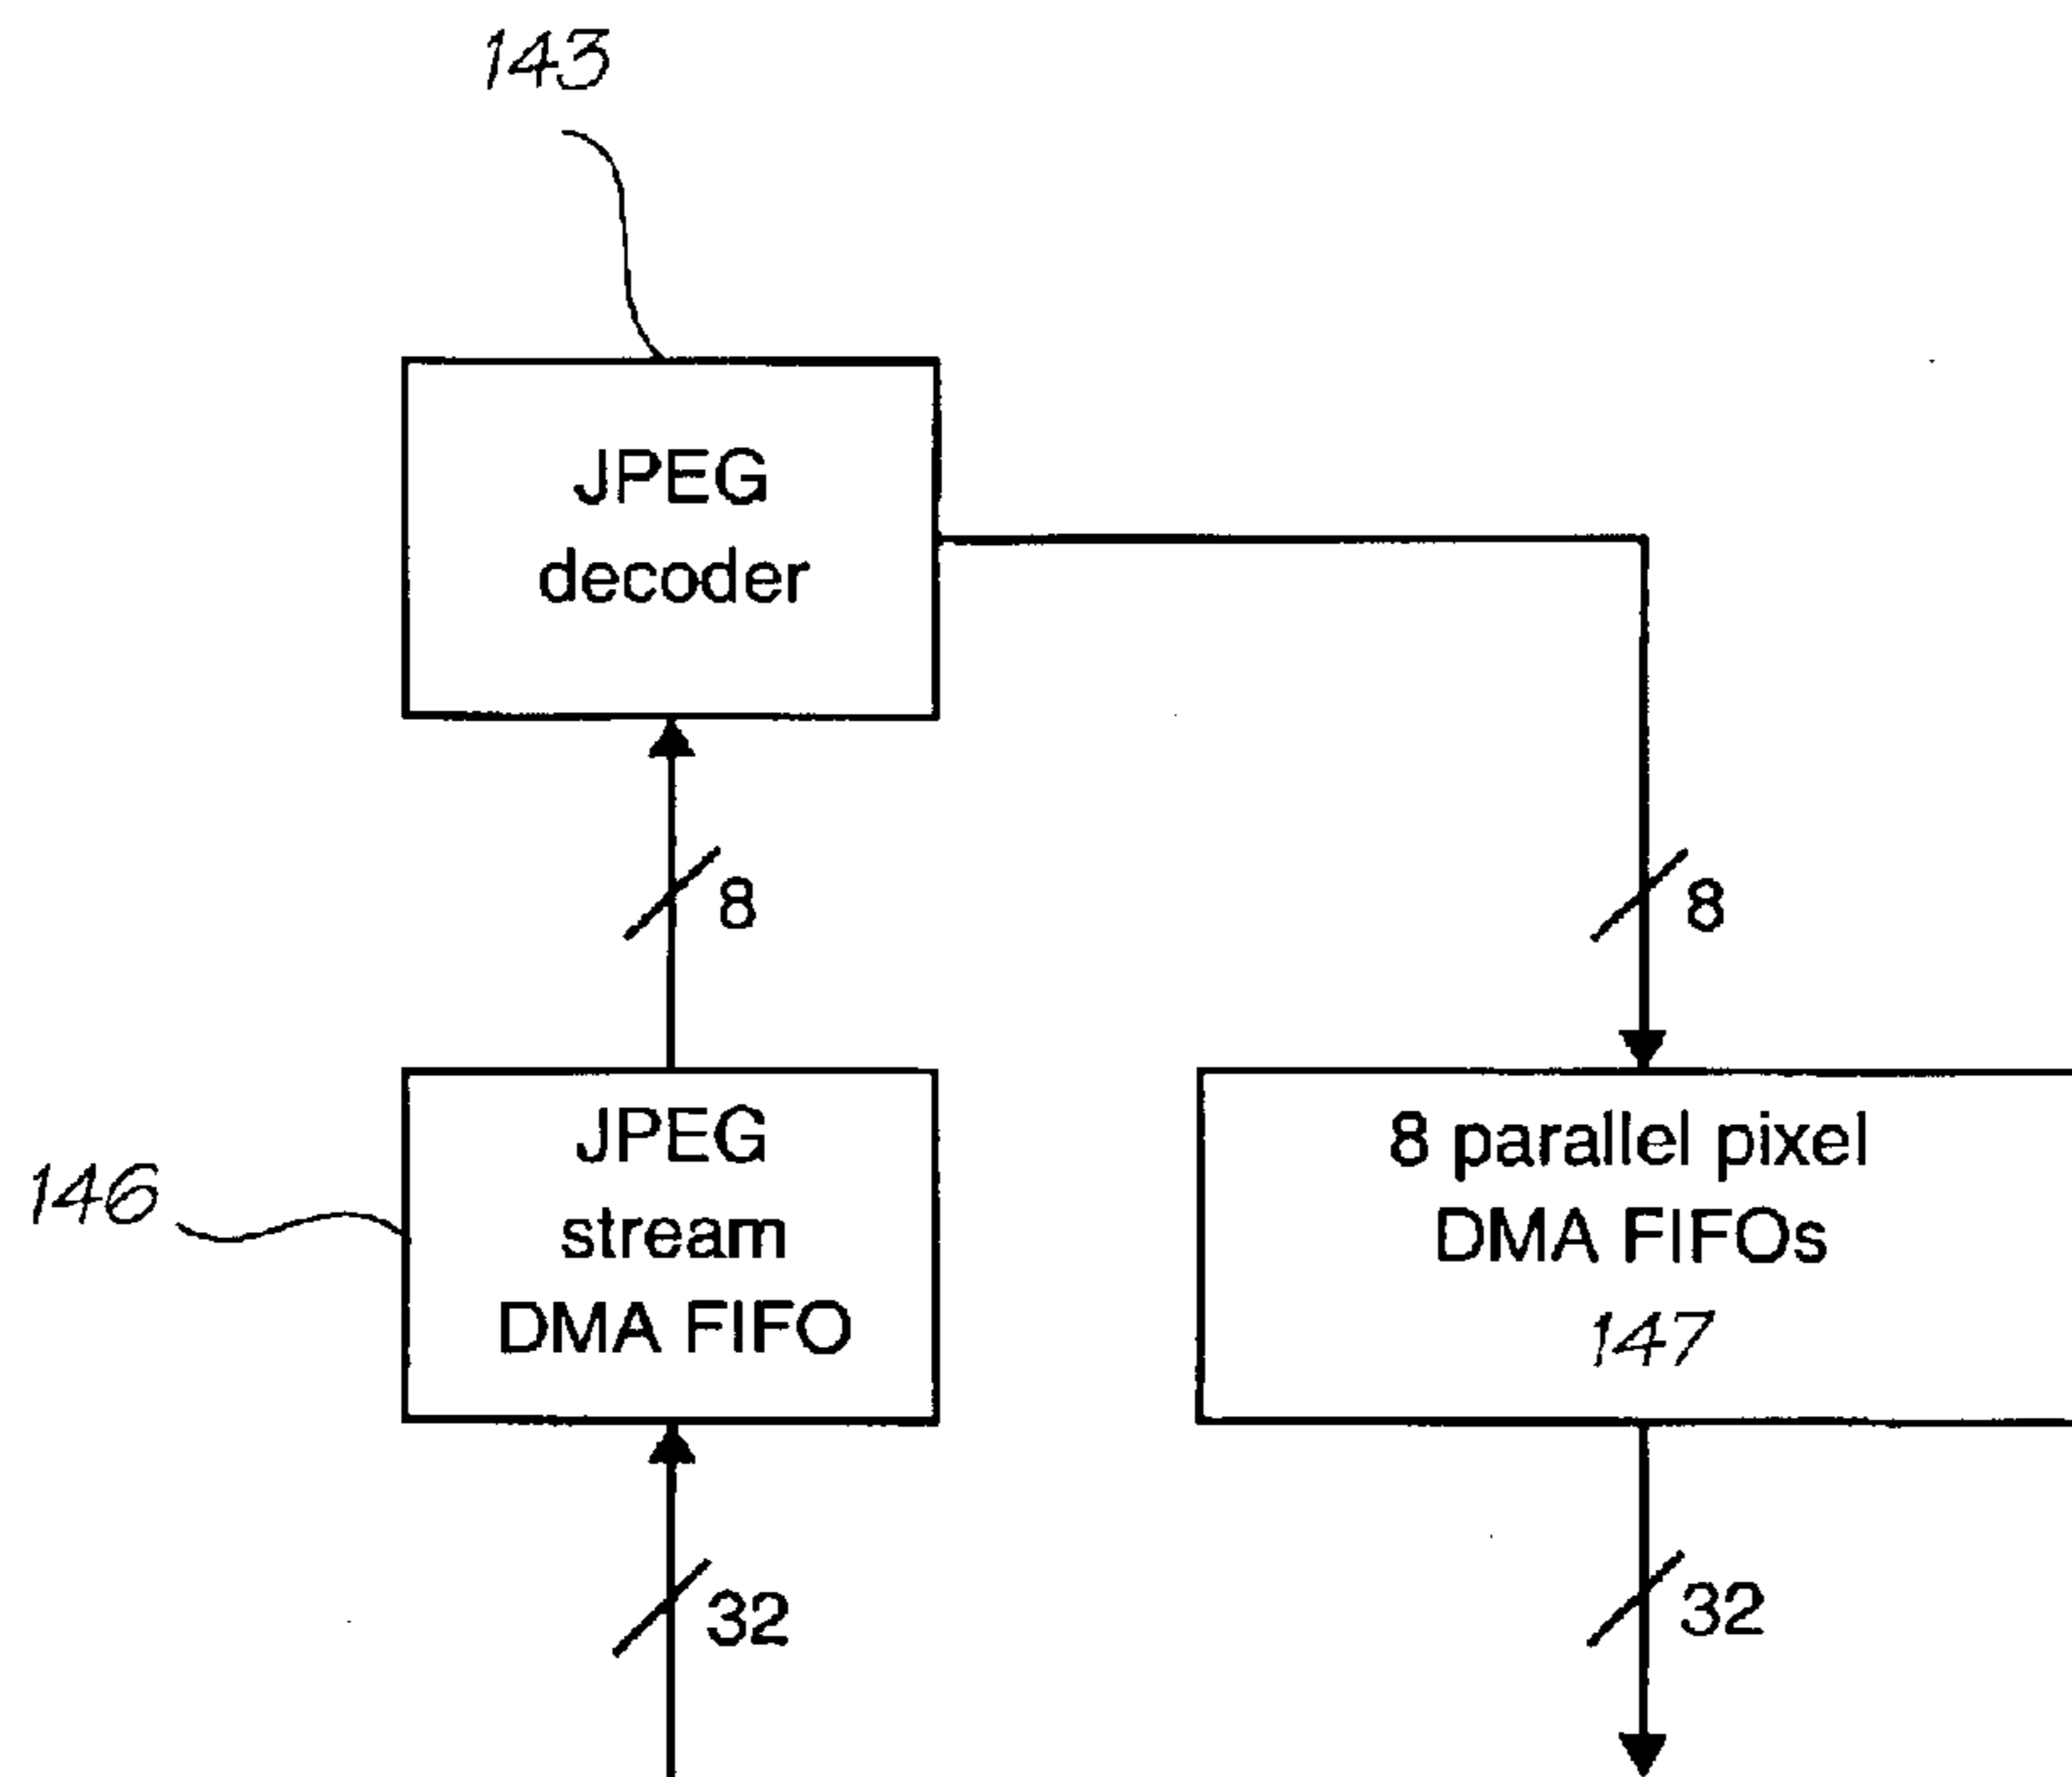 143
JPEG
decoder
8
8
JPEG
stream
DMA FIFO
146
8 parallel pixel
DMA FIFOs
147
32
32